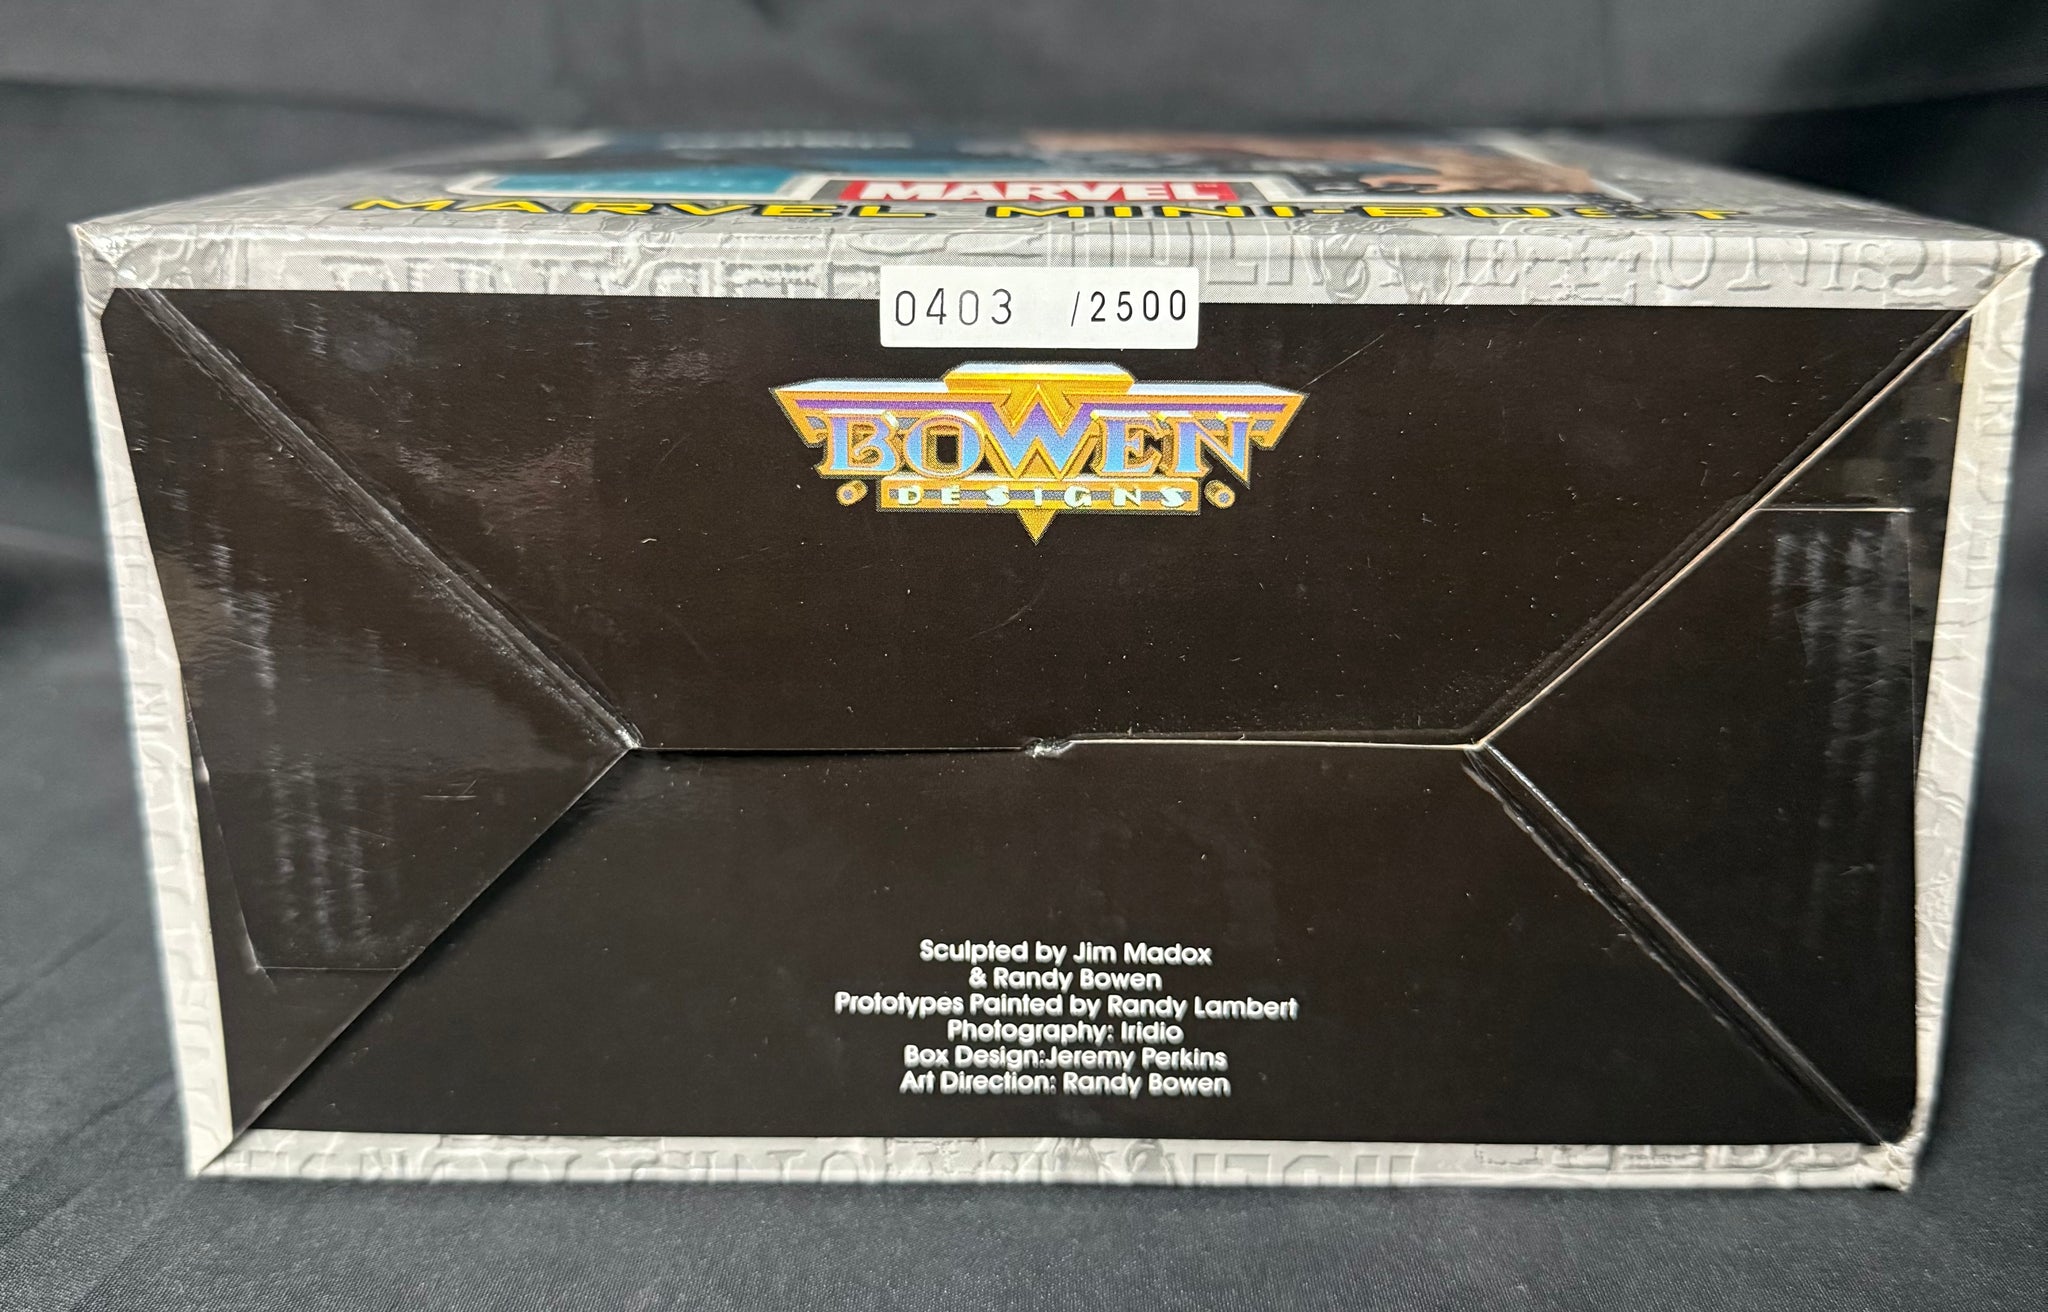 MARVEL
MARVEL MINI-BUST
0403 /2500
BOWEN
DESIGNS
Sculpted by Jim Madox
& Randy Bowen
Prototypes Painted by Randy Lambert
Photography: Iridio
Box Design:Jeremy Perkins
Art Direction: Randy Bowen